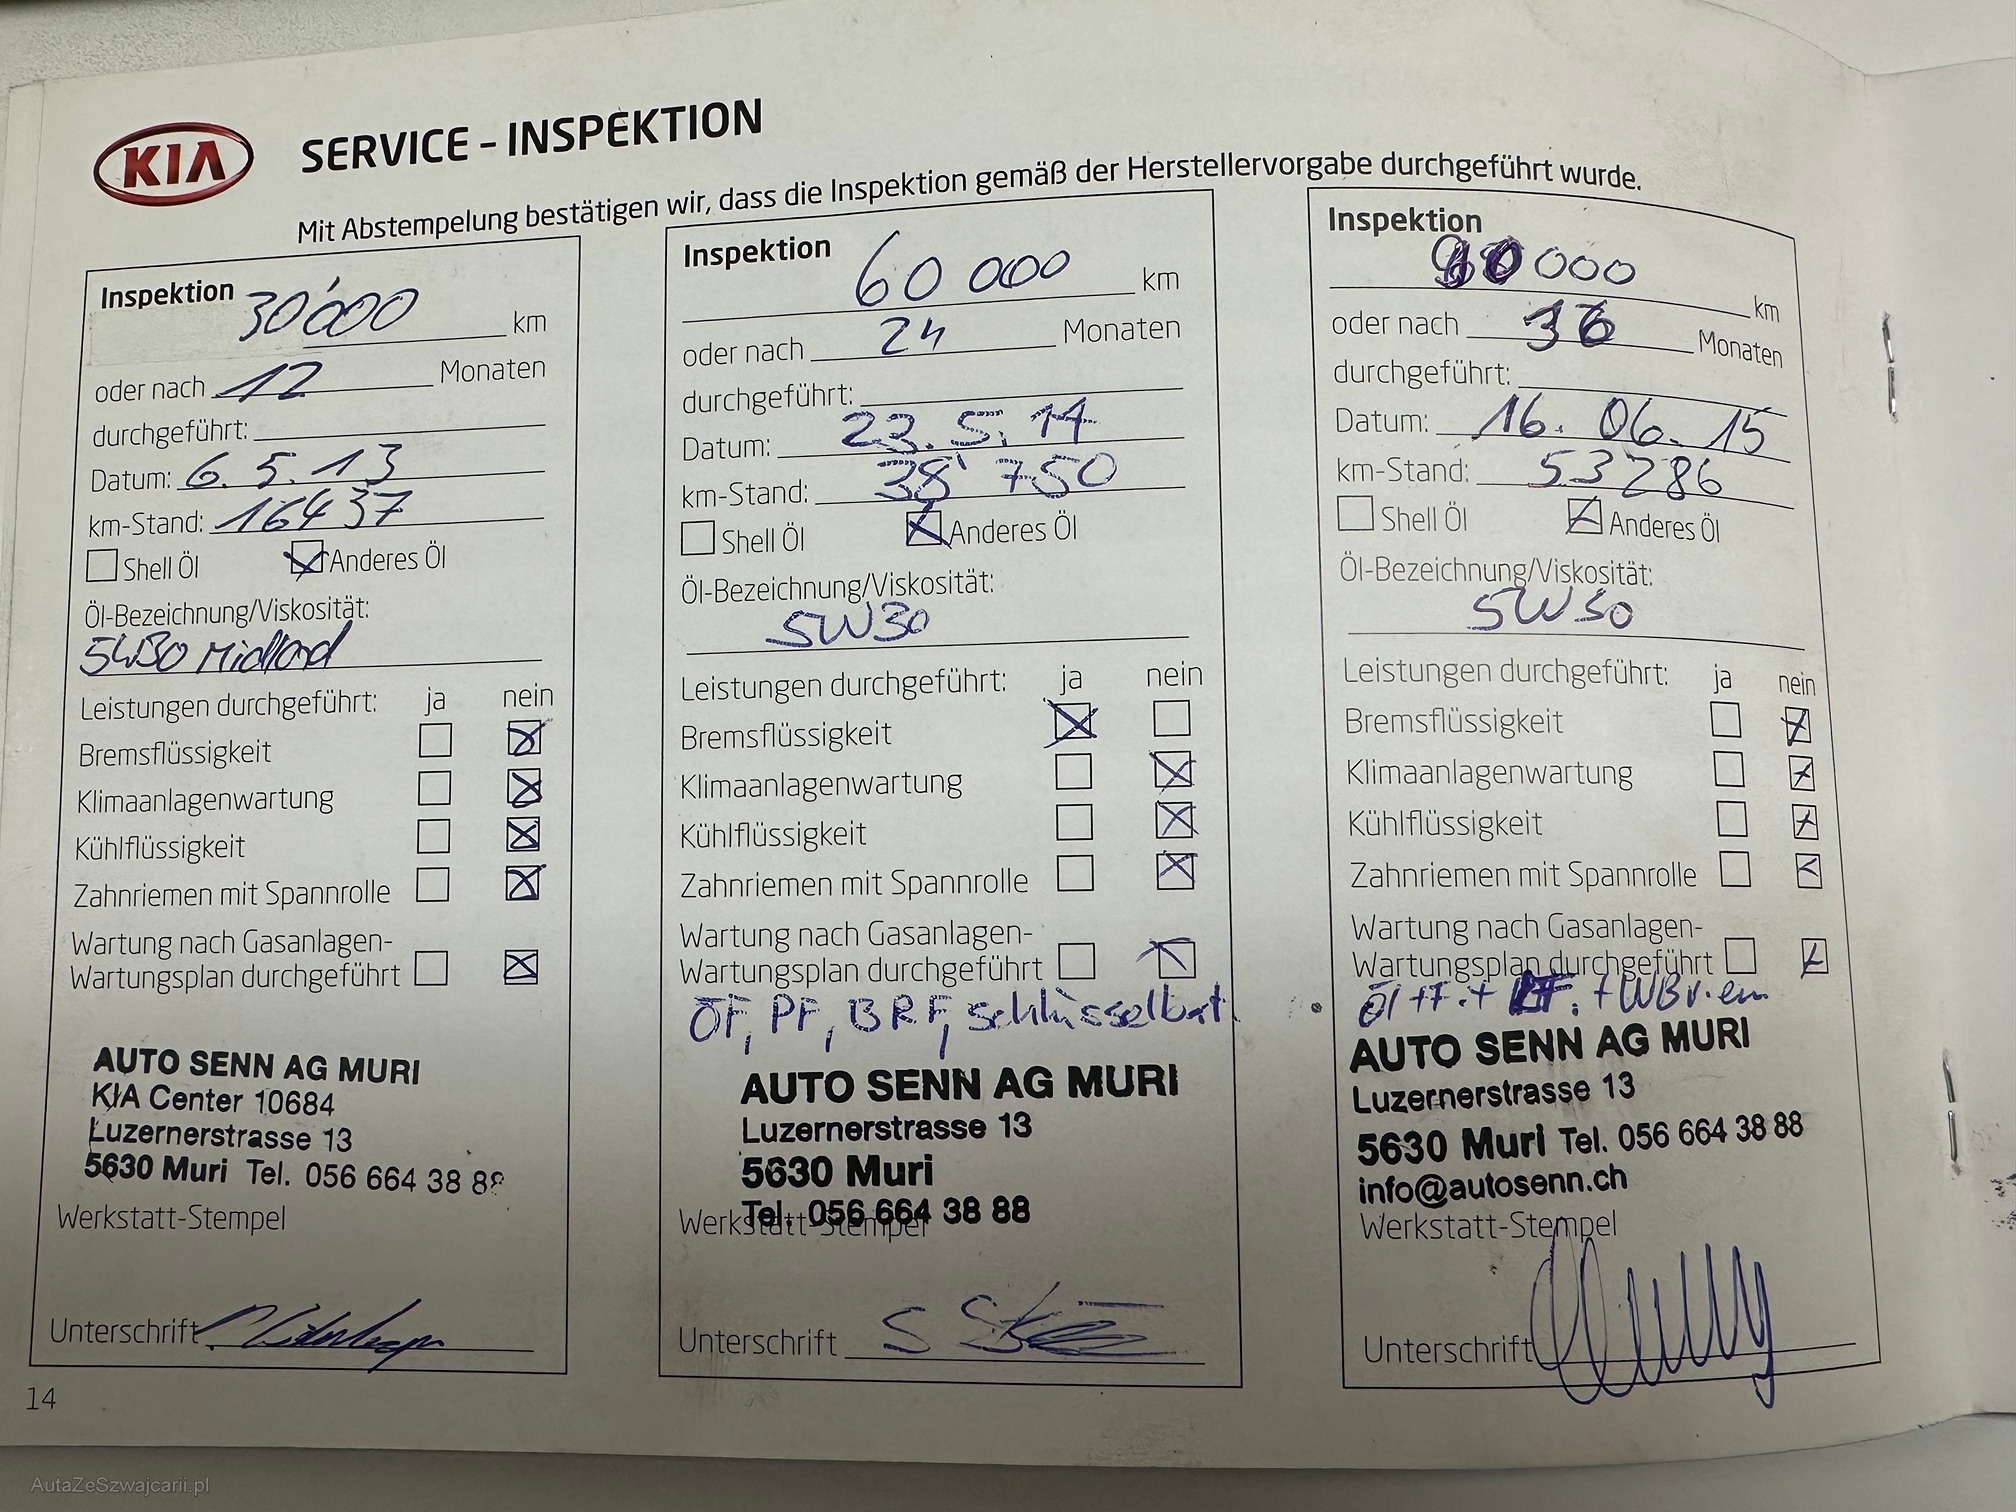 KIA
SERVICE – INSPEKTION
Mit Abstempelung bestätigen wir, dass die Inspektion gemäß der Herstellervorgabe durchgeführt wurde.
Inspektion
30'000 km
oder nach 12 Monaten
durchgeführt:
Datum: 6.5.13
km-Stand: 16437
Shell Öl Anderes Öl
Öl-Bezeichnung/Viskosität:
5W30 Midland
Leistungen durchgeführt: ja nein
Bremsflüssigkeit
Klimaanlagenwartung
Kühlflüssigkeit
Zahnriemen mit Spannrolle
Wartung nach Gasanlagen-
Wartungsplan durchgeführt
AUTO SENN AG MURI
KIA Center 10684
Luzernerstrasse 13
5630 Muri Tel. 056 664 38 88
Werkstatt-Stempel
Unterschrift
14
Inspektion
60 000 km
oder nach 24 Monaten
durchgeführt:
Datum: 23.5.14
km-Stand: 38'750
Shell Öl Anderes Öl
Öl-Bezeichnung/Viskosität:
5W30
Leistungen durchgeführt: ja nein
Bremsflüssigkeit
Klimaanlagenwartung
Kühlflüssigkeit
Zahnriemen mit Spannrolle
Wartung nach Gasanlagen-
Wartungsplan durchgeführt
ÖF, PF, BRF, schlüsselbat.
AUTO SENN AG MURI
Luzernerstrasse 13
5630 Muri
Tel. 056 664 38 88
Werkstatt-Stempel
Unterschrift
Inspektion
000 km
oder nach 36 Monaten
durchgeführt:
Datum: 16.06.15
km-Stand: 53286
Shell Öl Anderes Öl
Öl-Bezeichnung/Viskosität:
5W30
Leistungen durchgeführt: ja nein
Bremsflüssigkeit
Klimaanlagenwartung
Kühlflüssigkeit
Zahnriemen mit Spannrolle
Wartung nach Gasanlagen-
Wartungsplan durchgeführt
Öl +F. +
AUTO SENN AG MURI
Luzernerstrasse 13
5630 Muri Tel. 056 664 38 88
info@autosenn.ch
Werkstatt-Stempel
Unterschrift
AutaZeSzwajcarii.pl